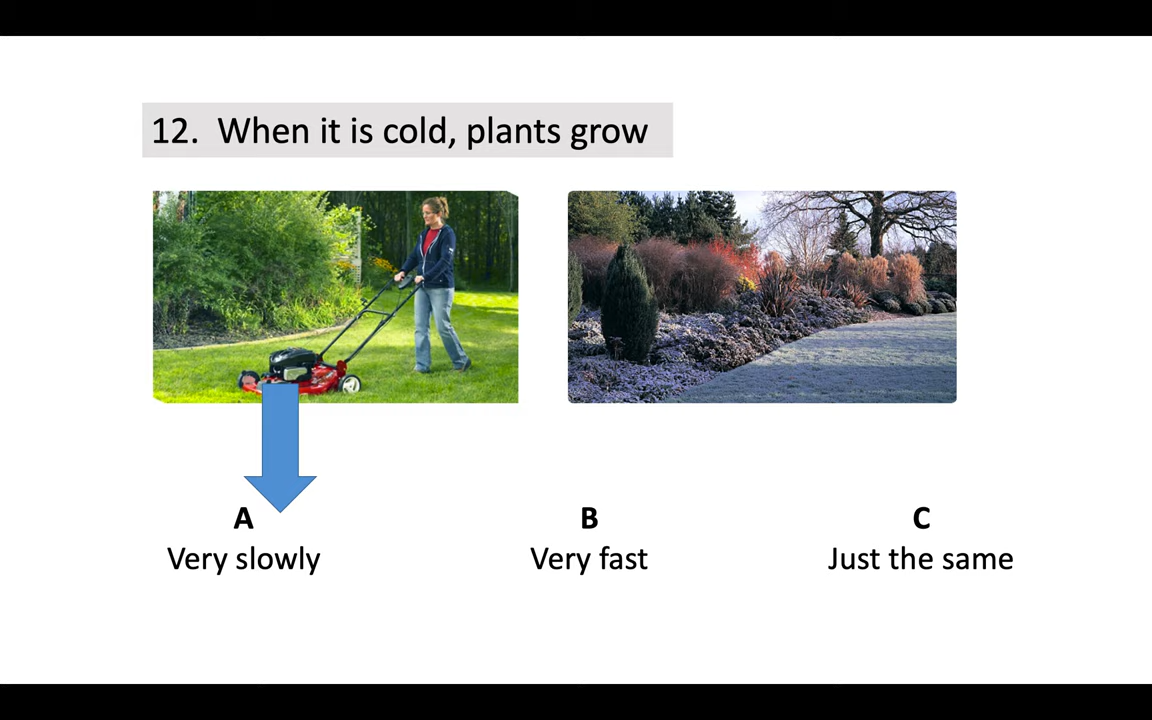 12. When it is cold, plants grow
A
Very slowly
B
Very fast
C
Just the same